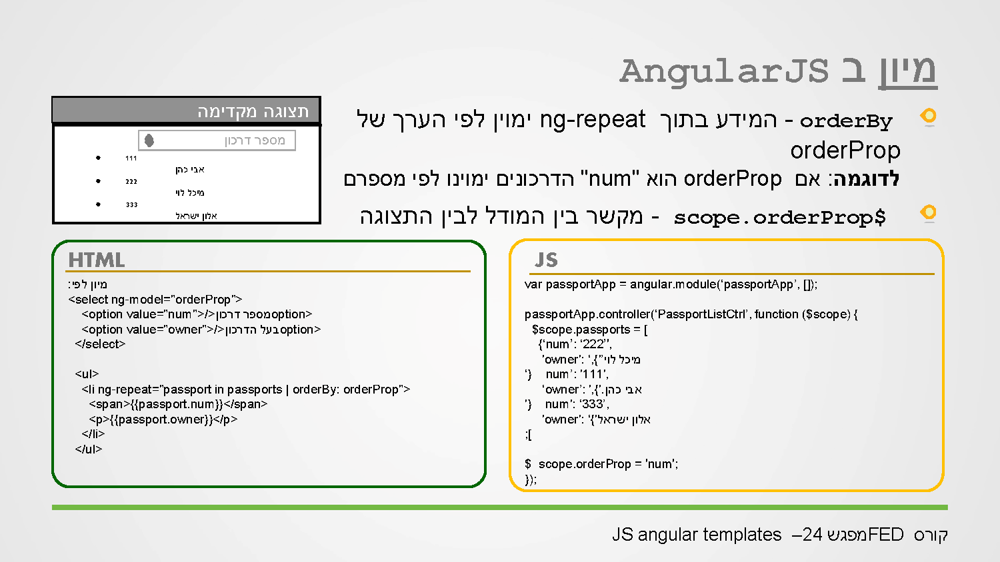 מיון ב AngularJS
orderBy - המידע בתוך ng-repeat ימוין לפי הערך של
orderProp
לדוגמה: אם orderProp הוא "num" הדרכונים ימוינו לפי מספרם
$scope.orderProp - מקשר בין המודל לבין התצוגה
תצוגה מקדימה
מספר דרכון
111
אבי כהן
222
מיכל לוי
333
אלון ישראל
HTML
מיון לפי:
<select ng-model="orderProp">
<option value="num">מספר דרכון</option>
<option value="owner">בעל הדרכון</option>
</select>
<ul>
<li ng-repeat="passport in passports | orderBy: orderProp">
<span>{{passport.num}}</span>
<p>{{passport.owner}}</p>
</li>
</ul>
JS
var passportApp = angular.module(‘passportApp’, []);
passportApp.controller(‘PassportListCtrl’, function ($scope) {
$scope.passports = [
{‘num’: ‘222’',
'owner': ‘מיכל לוי’'},
{‘ num’: '111',
‘owner’: 'אבי כהן.'},
{' num': ‘333’,
'owner': ‘אלון ישראל'}
];
$ scope.orderProp = 'num';
});
קורס FED מפגש 24– JS angular templates